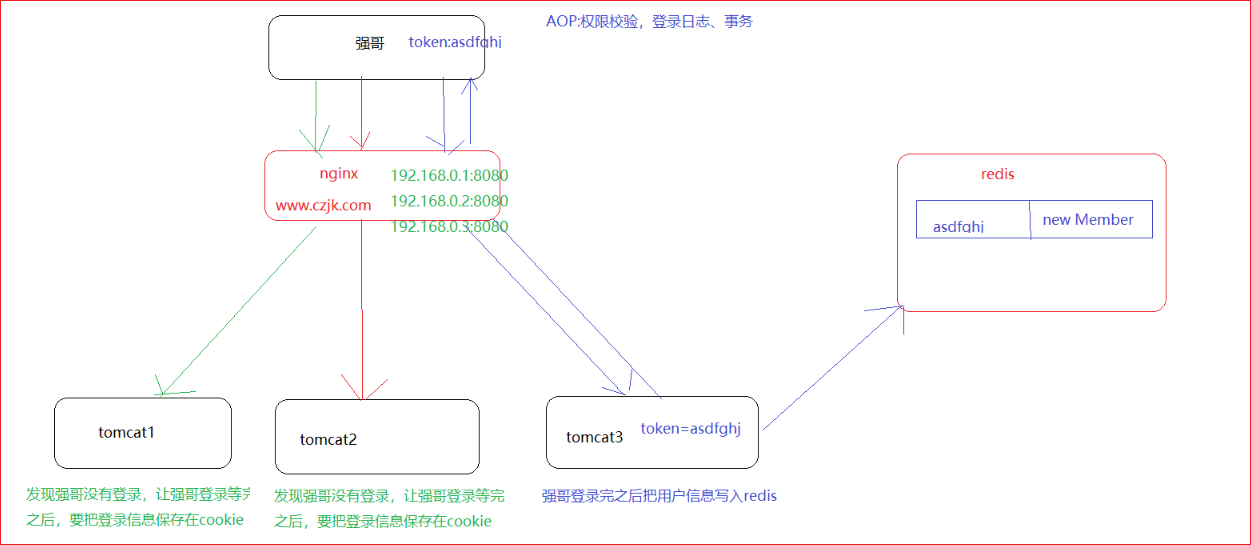 AOP:权限校验，登录日志、事务
强哥
token:asdfghj
nginx
www.czjk.com
192.168.0.1:8080
192.168.0.2:8080
192.168.0.3:8080
redis
asdfghj
new Member
tomcat1
tomcat2
tomcat3
token=asdfghj
发现强哥没有登录，让强哥登录等完
之后，要把登录信息保存在cookie
发现强哥没有登录，让强哥登录等完
之后，要把登录信息保存在cookie
强哥登录完之后把用户信息写入redis